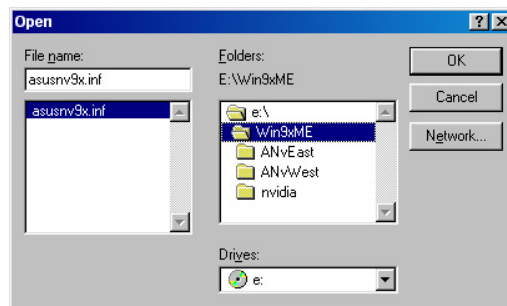 Open
File name:
asusnv9x.inf
asusnv9x.inf
Folders:
E:\Win9xME
e:\
Win9xME
ANvEast
ANvWest
nvidia
Drives:
e:
OK
Cancel
Network...